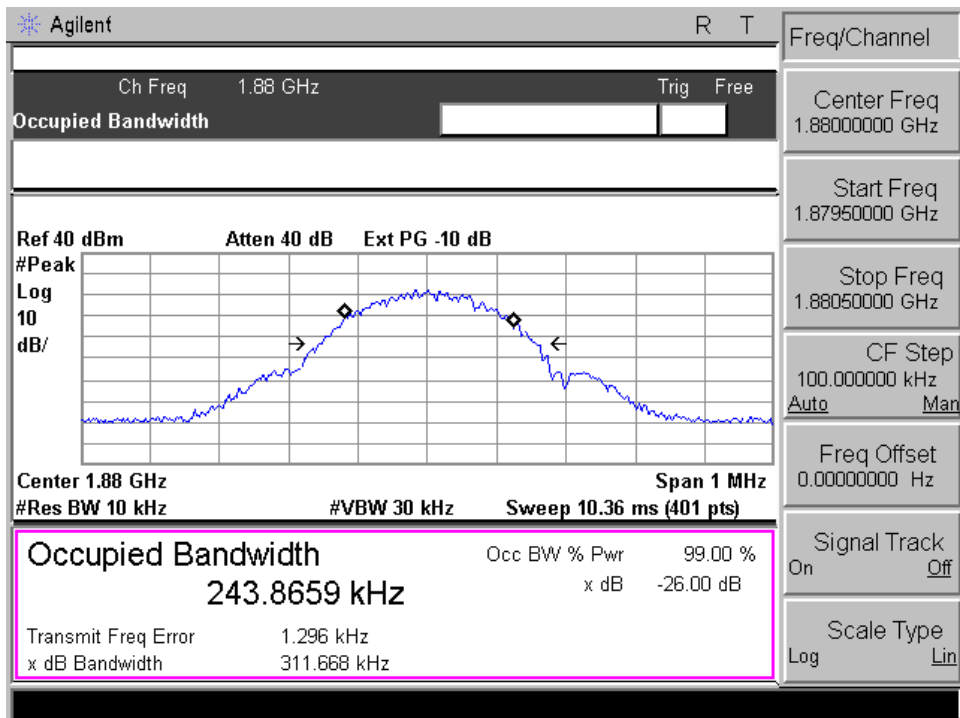 Agilent R T
Ch Freq 1.88 GHz Trig Free
Occupied Bandwidth
Ref 40 dBm Atten 40 dB Ext PG -10 dB
#Peak
Log
10
dB/
Center 1.88 GHz Span 1 MHz
#Res BW 10 kHz #VBW 30 kHz Sweep 10.36 ms (401 pts)
Occupied Bandwidth Occ BW % Pwr 99.00 %
243.8659 kHz x dB -26.00 dB
Transmit Freq Error 1.296 kHz
x dB Bandwidth 311.668 kHz
Freq/Channel
Center Freq
1.88000000 GHz
Start Freq
1.87950000 GHz
Stop Freq
1.88050000 GHz
CF Step
100.000000 kHz
Auto Man
Freq Offset
0.00000000 Hz
Signal Track
On Off
Scale Type
Log Lin